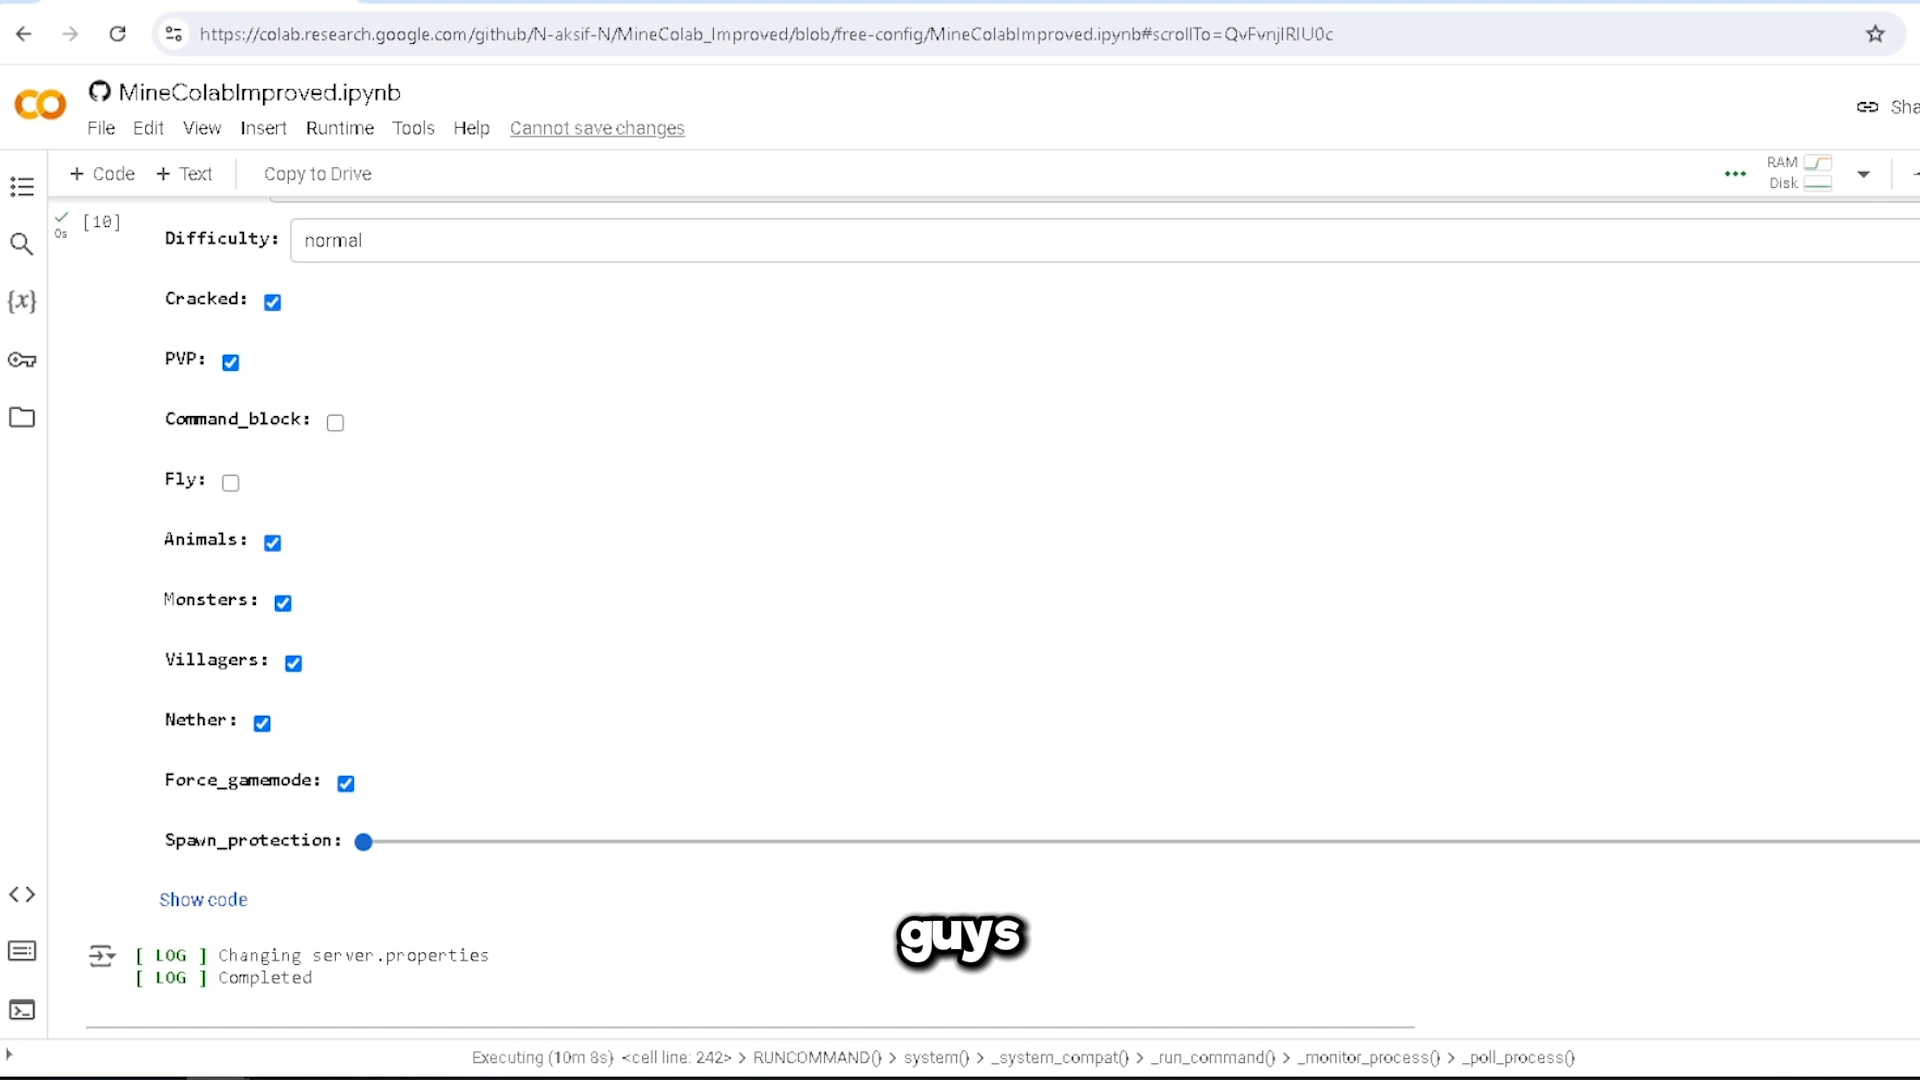 https://colab.research.google.com/github/N-aksif-N/MineColab_Improved/blob/free-config/MineColabImproved.ipynb#scrollTo=QvFvnjlRIU0c
MineColabImproved.ipynb
File Edit View Insert Runtime Tools Help Cannot save changes
Sha
+ Code + Text Copy to Drive
RAM
Disk
[10]
0s
Difficulty: normal
Cracked:
PVP:
Command_block:
Fly:
Animals:
Monsters:
Villagers:
Nether:
Force_gamemode:
Spawn_protection:
Show code
guys
[ LOG ] Changing server.properties
[ LOG ] Completed
Executing (10m 8s) <cell line: 242> > RUNCOMMAND() > system() > _system_compat() > _run_command() > _monitor_process() > _poll_process()